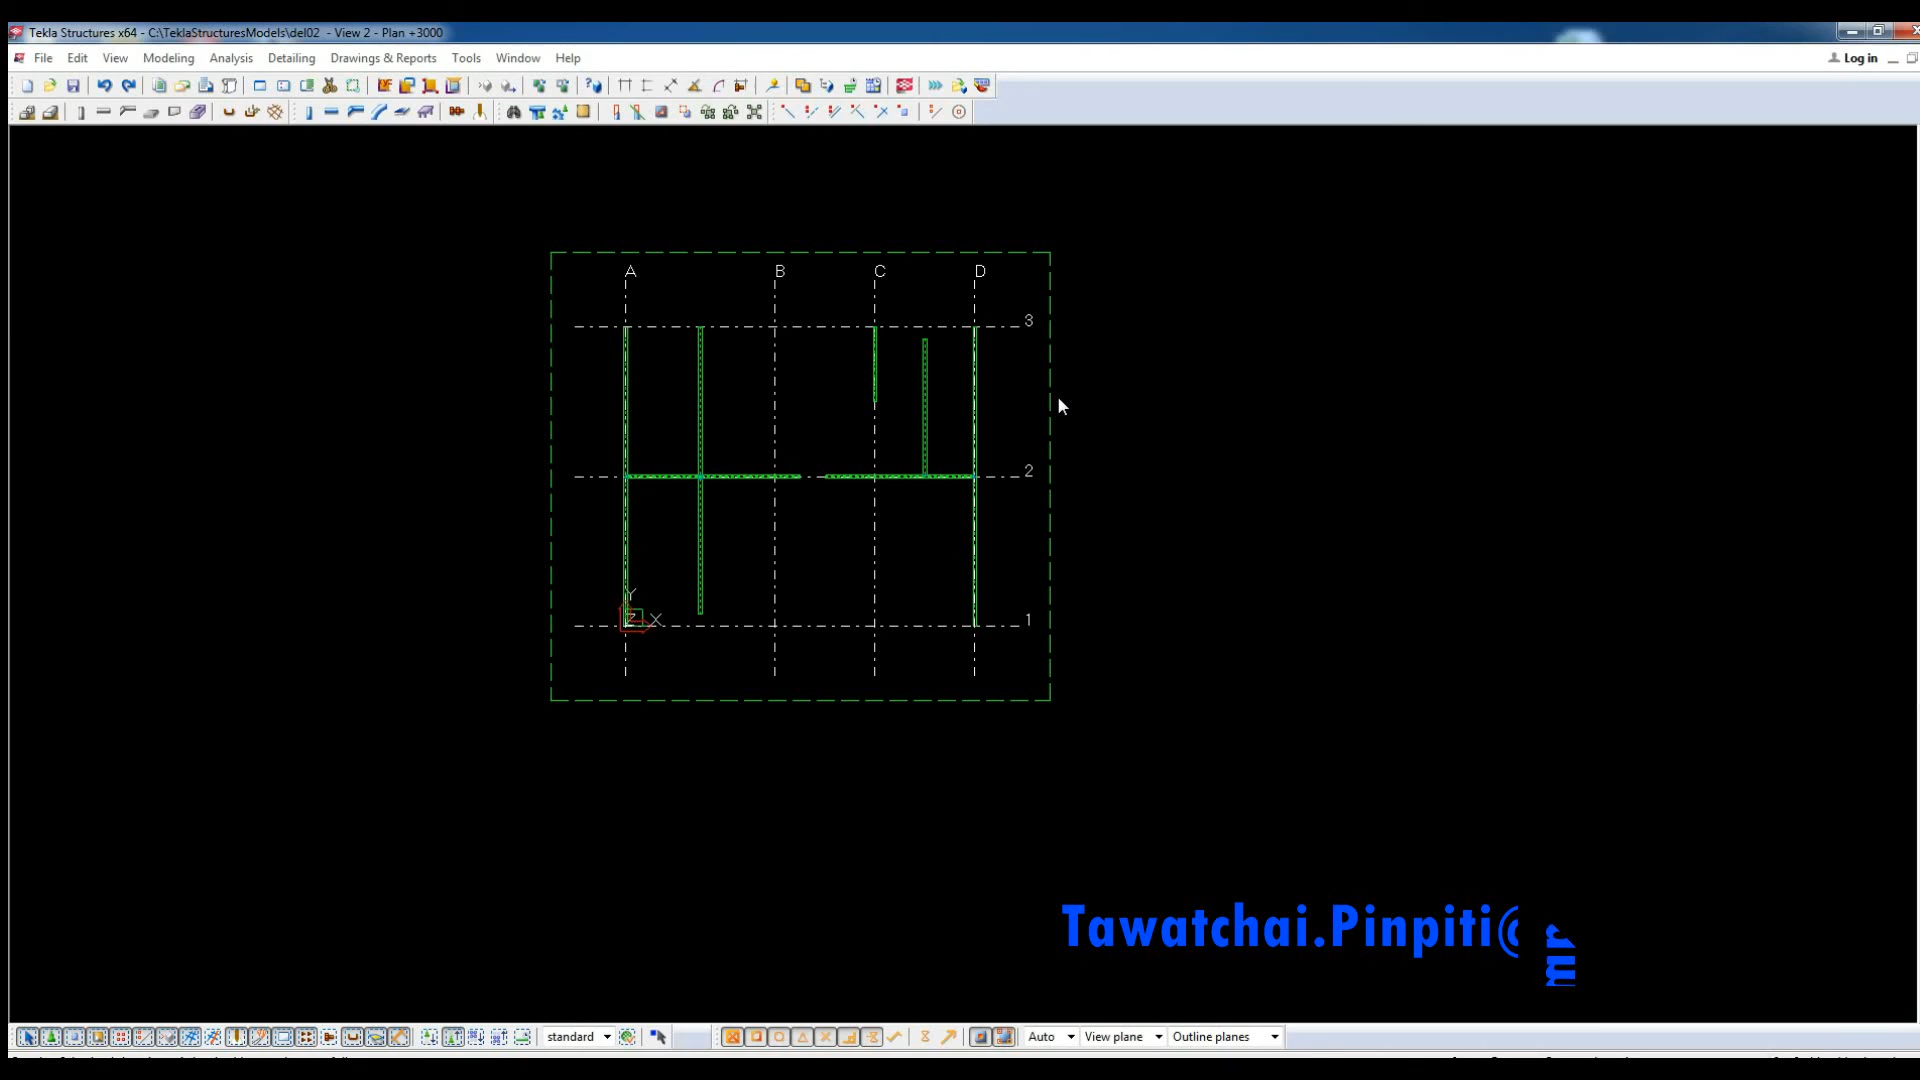 Tekla Structures x64 - C:\TeklaStructuresModels\del02 - View 2 - Plan +3000
File Edit View Modeling Analysis Detailing Drawings & Reports Tools Window Help Log in
A B C D
3
2
Y
Z X 1
Tawatchai.Pinpiti@
standard Auto View plane Outline planes